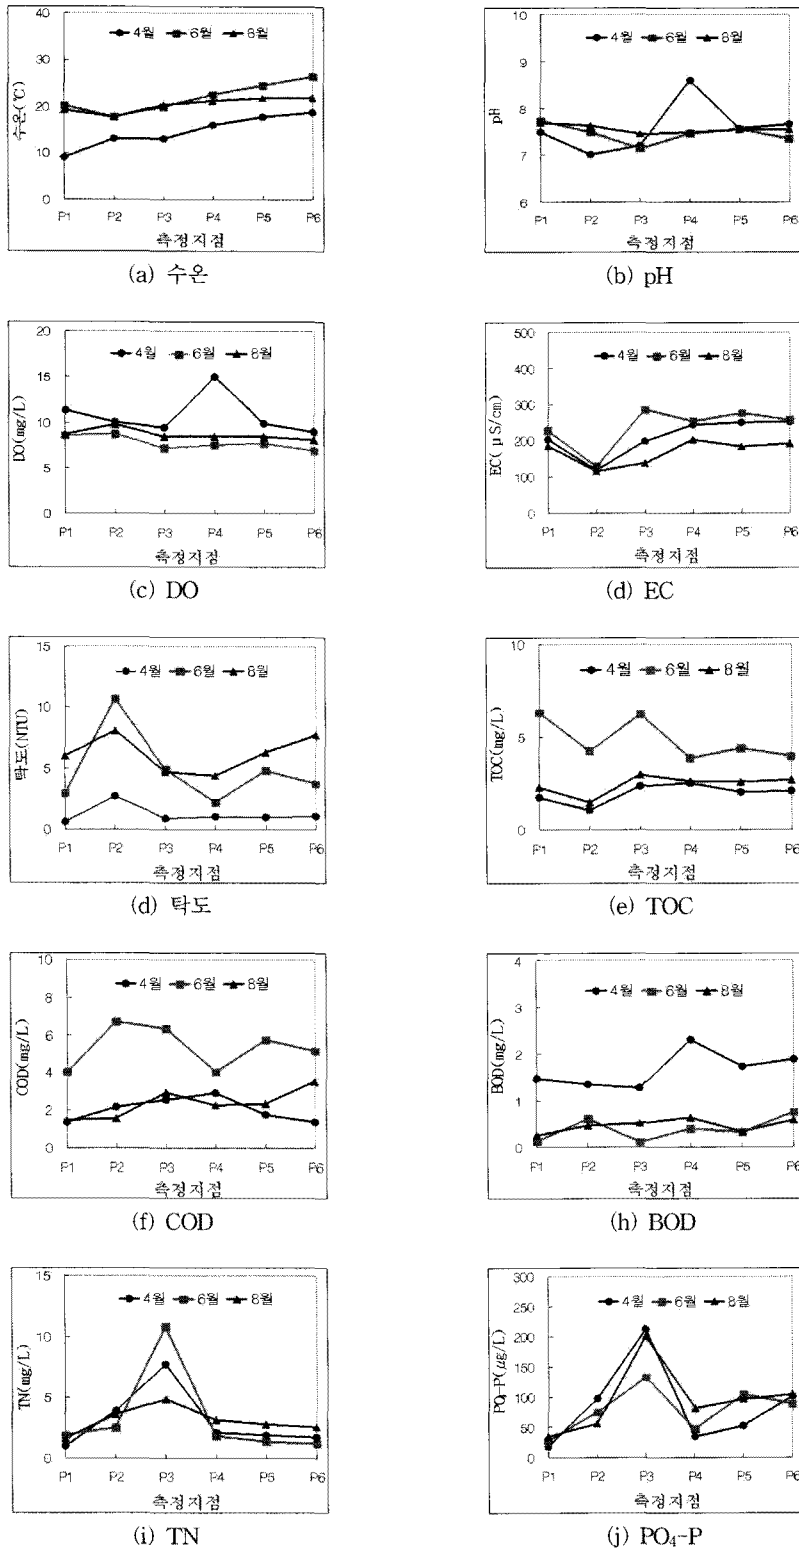 40
30
20
10
0
수온(℃)
4월 6월 8월
P1 P2 P3 P4 P5 P6
측정지점
(a) 수온
10
9
8
7
6
pH
4월 6월 8월
P1 P2 P3 P4 P5 P6
측정지점
(b) pH
20
15
10
5
0
DO(mg/L)
4월 6월 8월
P1 P2 P3 P4 P5 P6
측정지점
(c) DO
500
400
300
200
100
0
EC( μ S/cm)
4월 6월 8월
P1 P2 P3 P4 P5 P6
측정지점
(d) EC
15
10
5
0
탁도(NTU)
4월 6월 8월
P1 P2 P3 P4 P5 P6
측정지점
(d) 탁도
10
5
0
TOC(mg/L)
4월 6월 8월
P1 P2 P3 P4 P5 P6
측정지점
(e) TOC
10
8
6
4
2
0
COD(mg/L)
4월 6월 8월
P1 P2 P3 P4 P5 P6
측정지점
(f) COD
4
3
2
1
0
BOD(mg/L)
4월 6월 8월
P1 P2 P3 P4 P5 P6
측정지점
(h) BOD
15
10
5
0
TN(mg/L)
4월 6월 8월
P1 P2 P3 P4 P5 P6
측정지점
(i) TN
300
250
200
150
100
50
0
PO₄-P(μg/L)
4월 6월 8월
P1 P2 P3 P4 P5 P6
측정지점
(j) PO₄-P